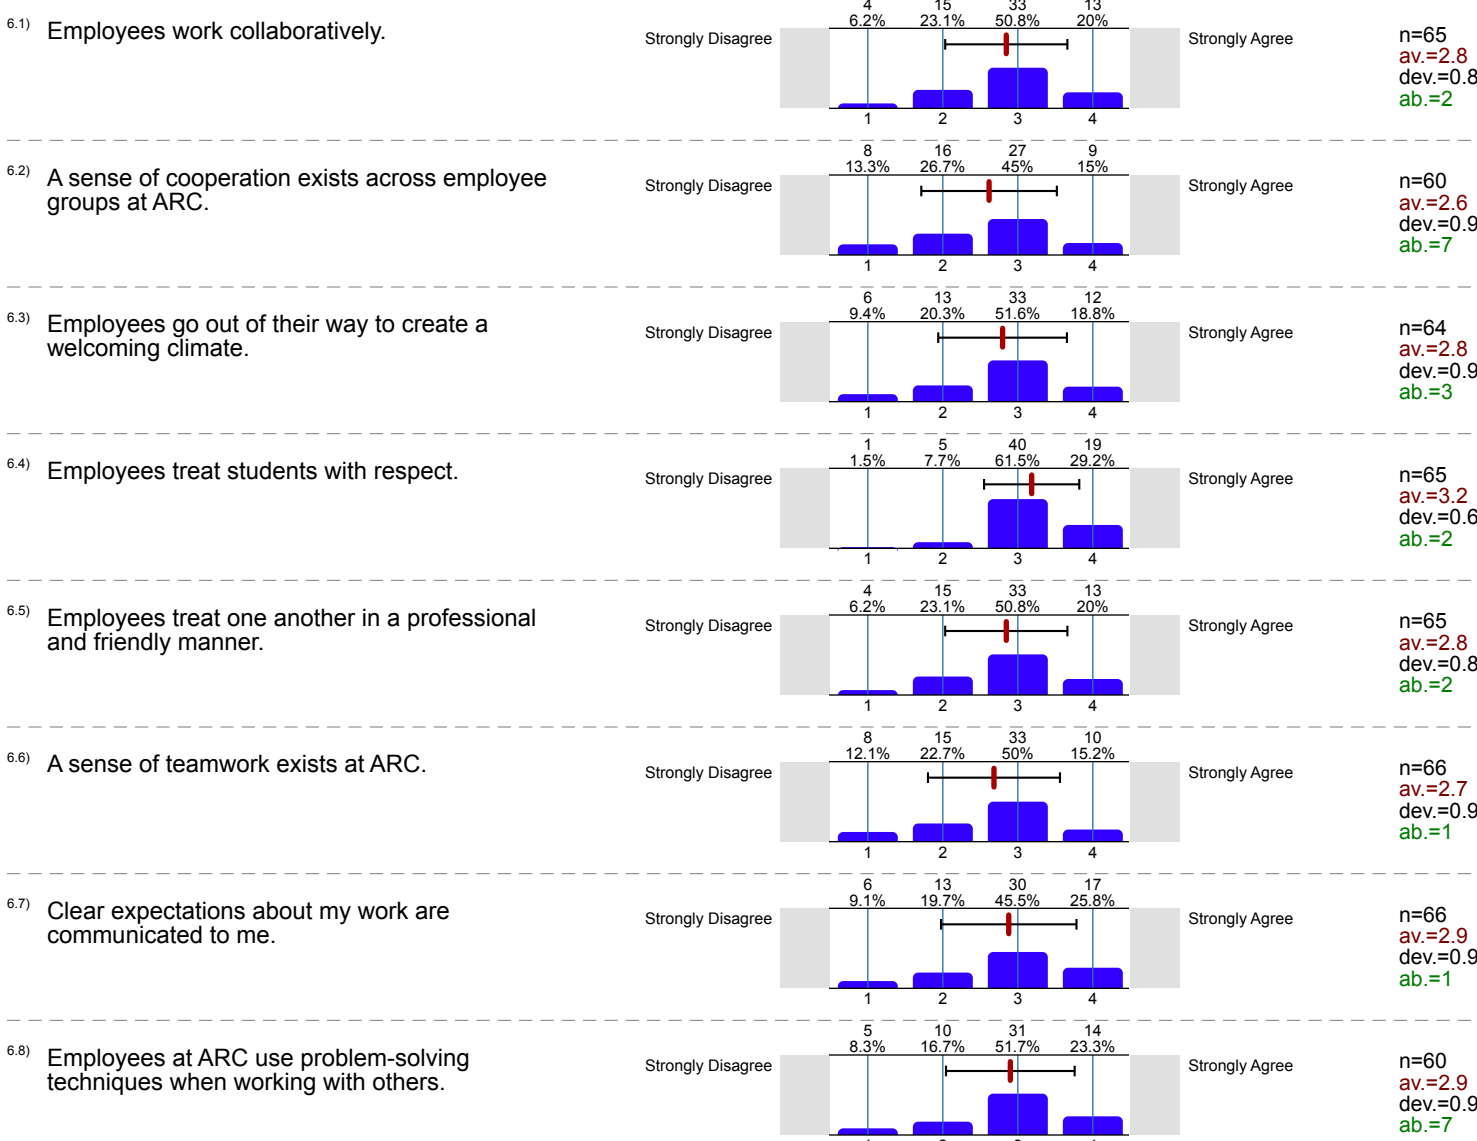 4 15 33 13
6.2% 23.1% 50.8% 20%
6.1) Employees work collaboratively.
Strongly Disagree Strongly Agree
n=65
av.=2.8
dev.=0.8
ab.=2
1 2 3 4
8 16 27 9
13.3% 26.7% 45% 15%
6.2) A sense of cooperation exists across employee
groups at ARC.
Strongly Disagree Strongly Agree
n=60
av.=2.6
dev.=0.9
ab.=7
1 2 3 4
6 13 33 12
9.4% 20.3% 51.6% 18.8%
6.3) Employees go out of their way to create a
welcoming climate.
Strongly Disagree Strongly Agree
n=64
av.=2.8
dev.=0.9
ab.=3
1 2 3 4
1 5 40 19
1.5% 7.7% 61.5% 29.2%
6.4) Employees treat students with respect.
Strongly Disagree Strongly Agree
n=65
av.=3.2
dev.=0.6
ab.=2
1 2 3 4
4 15 33 13
6.2% 23.1% 50.8% 20%
6.5) Employees treat one another in a professional
and friendly manner.
Strongly Disagree Strongly Agree
n=65
av.=2.8
dev.=0.8
ab.=2
1 2 3 4
8 15 33 10
12.1% 22.7% 50% 15.2%
6.6) A sense of teamwork exists at ARC.
Strongly Disagree Strongly Agree
n=66
av.=2.7
dev.=0.9
ab.=1
1 2 3 4
6 13 30 17
9.1% 19.7% 45.5% 25.8%
6.7) Clear expectations about my work are
communicated to me.
Strongly Disagree Strongly Agree
n=66
av.=2.9
dev.=0.9
ab.=1
1 2 3 4
5 10 31 14
8.3% 16.7% 51.7% 23.3%
6.8) Employees at ARC use problem-solving
techniques when working with others.
Strongly Disagree Strongly Agree
n=60
av.=2.9
dev.=0.9
ab.=7